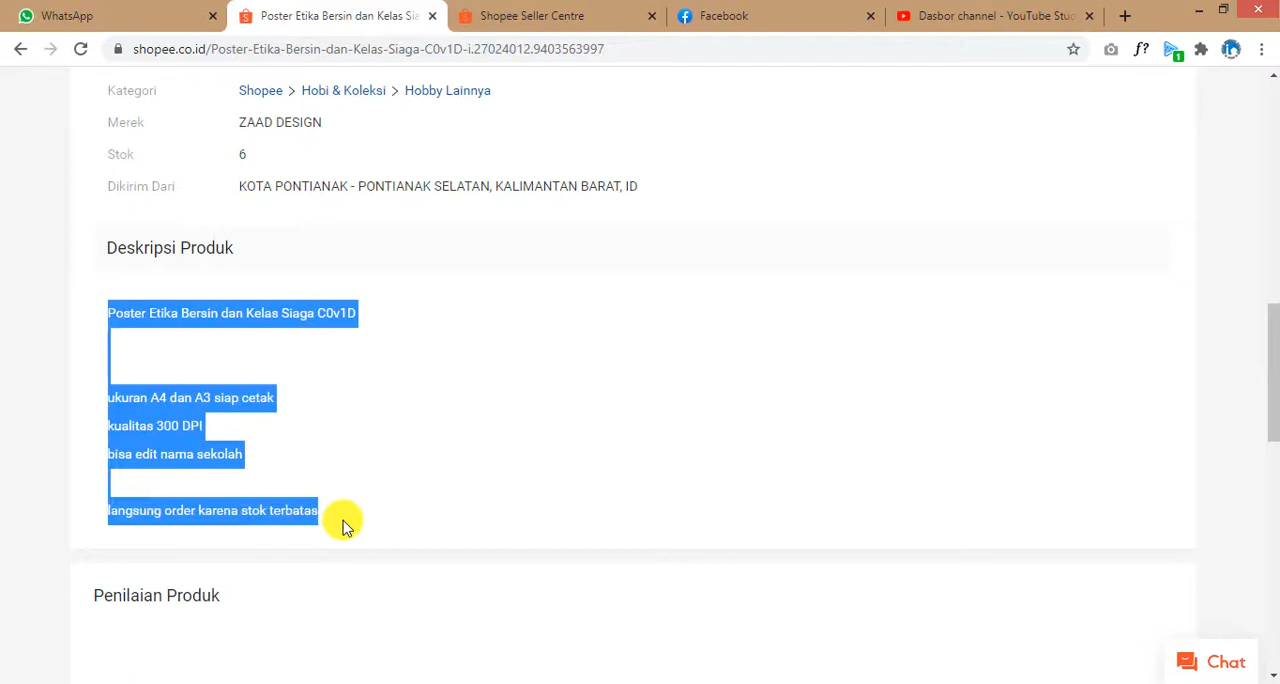 WhatsApp
Poster Etika Bersin dan Kelas Sia
Shopee Seller Centre
Facebook
Dasbor channel - YouTube Stud
shopee.co.id/Poster-Etika-Bersin-dan-Kelas-Siaga-C0v1D-i.27024012.9403563997
f?
1
Kategori
Shopee > Hobi & Koleksi > Hobby Lainnya
Merek
ZAAD DESIGN
Stok
6
Dikirim Dari
KOTA PONTIANAK - PONTIANAK SELATAN, KALIMANTAN BARAT, ID
Deskripsi Produk
Poster Etika Bersin dan Kelas Siaga C0v1D
ukuran A4 dan A3 siap cetak
kualitas 300 DPI
bisa edit nama sekolah
langsung order karena stok terbatas
Penilaian Produk
Chat